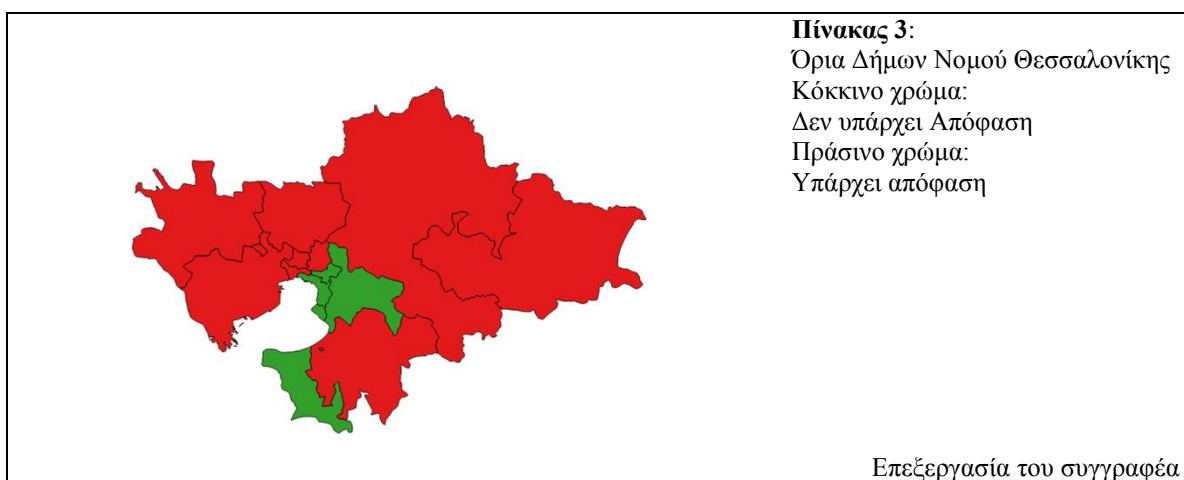 Πίνακας 3:
Όρια Δήμων Νομού Θεσσαλονίκης
Κόκκινο χρώμα:
Δεν υπάρχει Απόφαση
Πράσινο χρώμα:
Υπάρχει απόφαση
Επεξεργασία του συγγραφέα